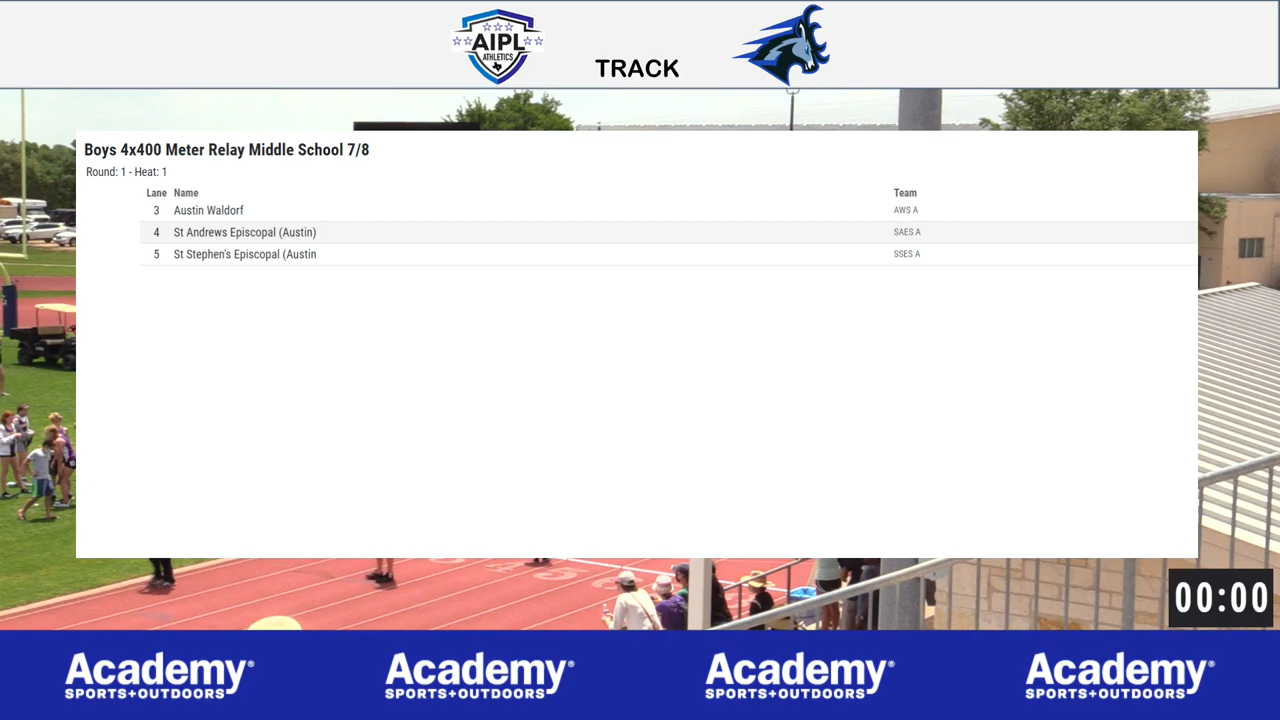 AIPL
ATHLETICS
TRACK
Boys 4x400 Meter Relay Middle School 7/8
Round: 1 - Heat: 1
Lane Name Team
3 Austin Waldorf AWS A
4 St Andrews Episcopal (Austin) SAES A
5 St Stephen's Episcopal (Austin SSES A
00:00
Academy® Academy® Academy® Academy®
SPORTS+OUTDOORS SPORTS+OUTDOORS SPORTS+OUTDOORS SPORTS+OUTDOORS